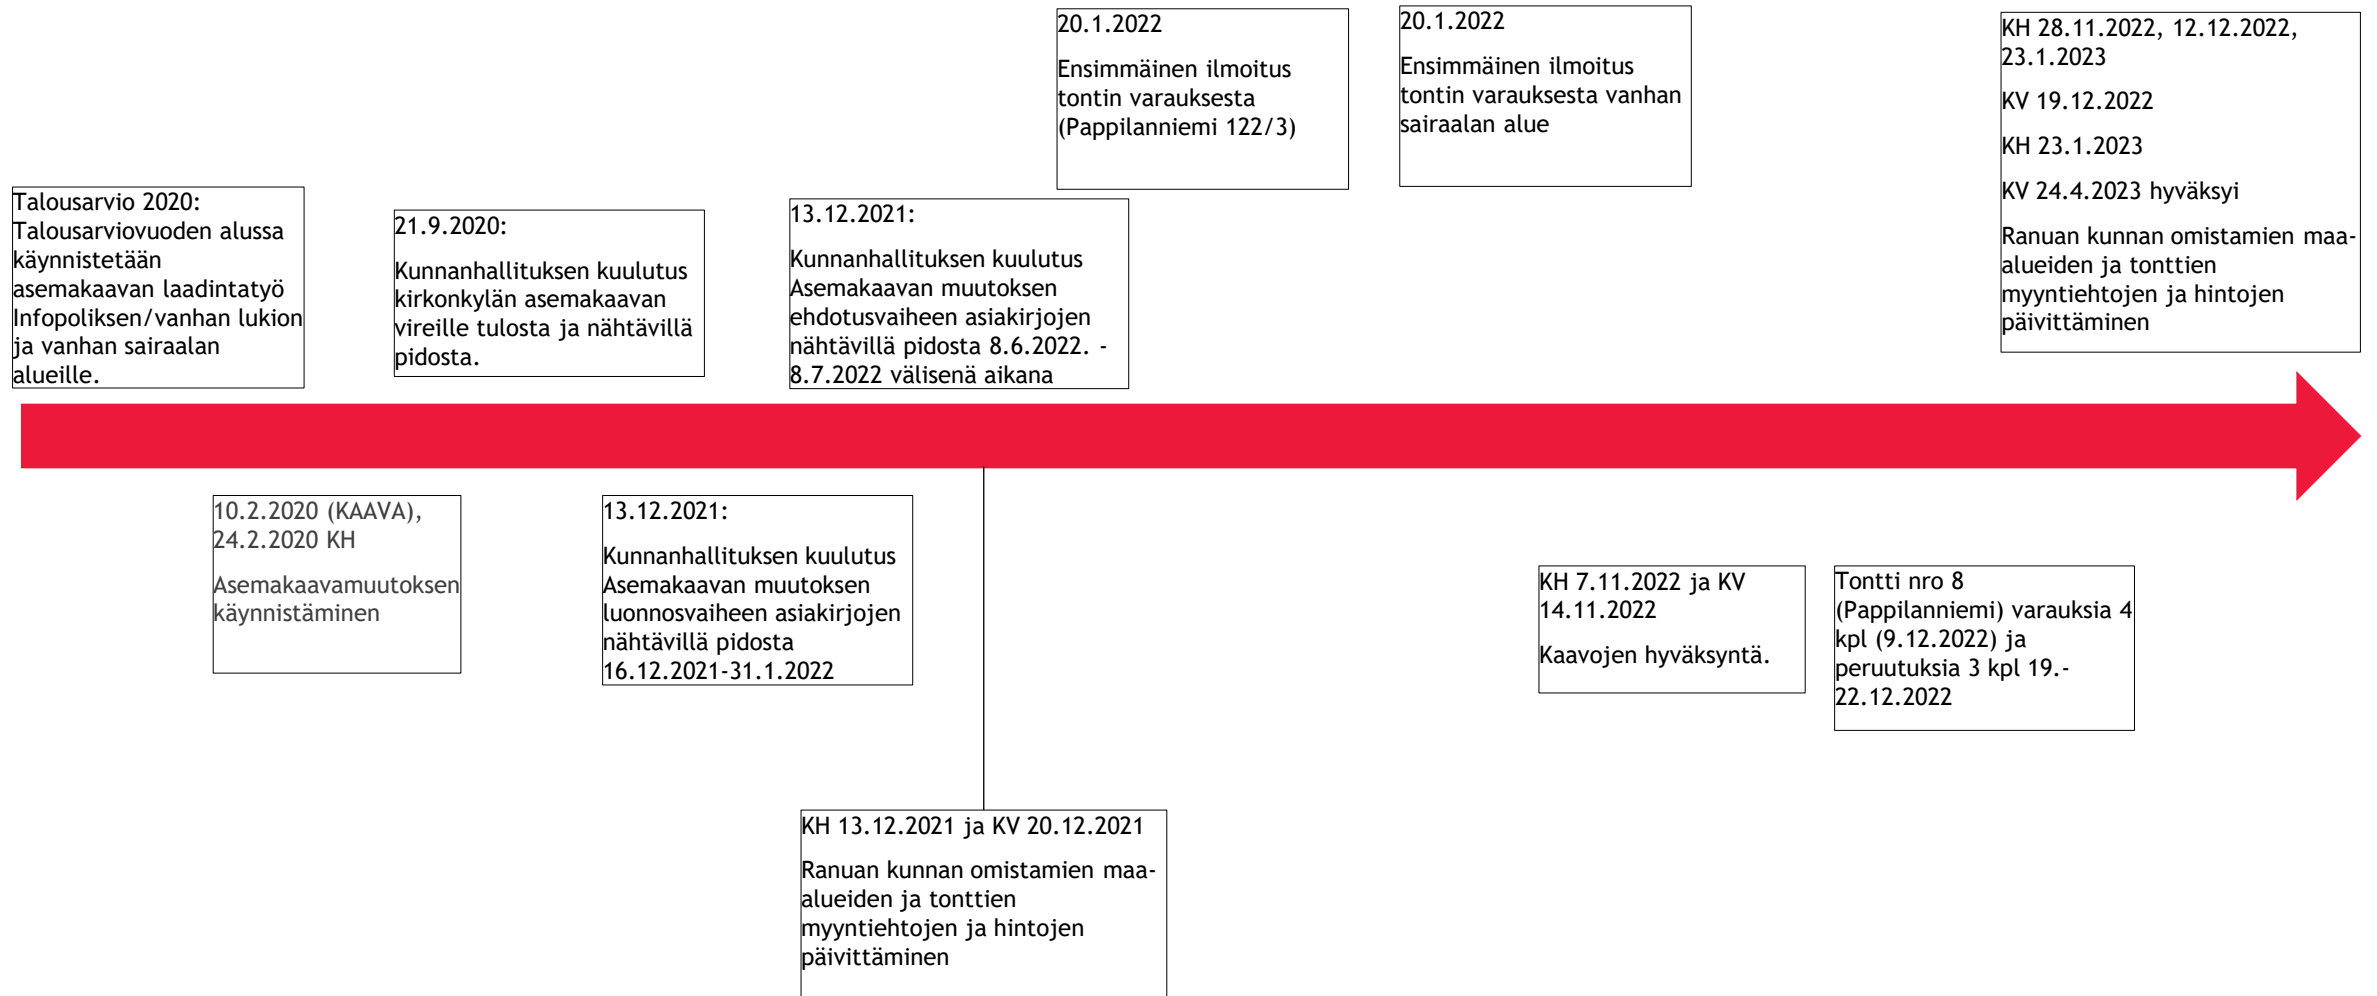 Talousarvio 2020:
Talousarviovuoden alussa
käynnistetään
asemakaavan laadintatyö
Infopoliksen/vanhan lukion
ja vanhan sairaalan
alueille.
10.2.2020 (KAAVA),
24.2.2020 KH
Asemakaavamuutoksen
käynnistäminen
21.9.2020:
Kunnanhallituksen kuulutus
kirkonkylän asemakaavan
vireille tulosta ja nähtävillä
pidosta.
13.12.2021:
Kunnanhallituksen kuulutus
Asemakaavan muutoksen
luonnosvaiheen asiakirjojen
nähtävillä pidosta
16.12.2021-31.1.2022
13.12.2021:
Kunnanhallituksen kuulutus
Asemakaavan muutoksen
ehdotusvaiheen asiakirjojen
nähtävillä pidosta 8.6.2022. -
8.7.2022 välisenä aikana
KH 13.12.2021 ja KV 20.12.2021
Ranuan kunnan omistamien maa-
alueiden ja tonttien
myyntiehtojen ja hintojen
päivittäminen
20.1.2022
Ensimmäinen ilmoitus
tontin varauksesta
(Pappilanniemi 122/3)
20.1.2022
Ensimmäinen ilmoitus
tontin varauksesta vanhan
sairaalan alue
KH 7.11.2022 ja KV
14.11.2022
Kaavojen hyväksyntä.
Tontti nro 8
(Pappilanniemi) varauksia 4
kpl (9.12.2022) ja
peruutuksia 3 kpl 19.-
22.12.2022
KH 28.11.2022, 12.12.2022,
23.1.2023
KV 19.12.2022
KH 23.1.2023
KV 24.4.2023 hyväksyi
Ranuan kunnan omistamien maa-
alueiden ja tonttien
myyntiehtojen ja hintojen
päivittäminen